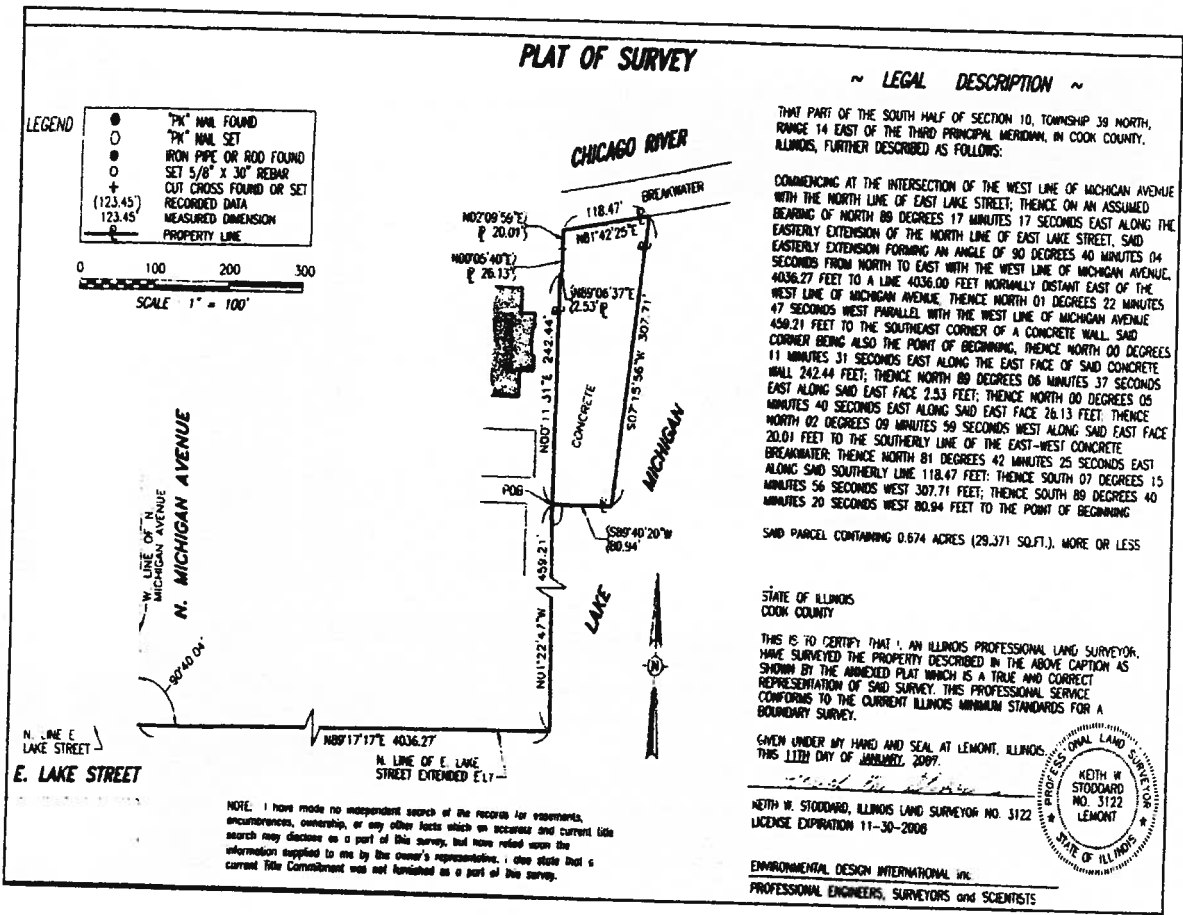 PLAT OF SURVEY
LEGEND
"PK" NAIL FOUND
"PK" NAIL SET
IRON PIPE OR ROD FOUND
SET 5/8" X 30" REBAR
CUT CROSS FOUND OR SET
(123.45') RECORDED DATA
123.45' MEASURED DIMENSION
PROPERTY LINE
0 100 200 300
SCALE 1" = 100'
CHICAGO RIVER
BREAKWATER
118.47'
N81°42'25"E
N02°09'56"E
20.01'
N00°05'40"E
26.13'
N89°06'37"E
2.53'
N00°11'31"E 242.44'
CONCRETE
S07°15'56"W 307.71'
LAKE MICHIGAN
POB
S89°40'20"W
80.94'
459.21'
N01°22'47"W
N
W. LINE OF N
MICHIGAN AVENUE
N. MICHIGAN AVENUE
90°40'04"
N. LINE E
LAKE STREET
E. LAKE STREET
N89°17'17"E 4036.27'
N. LINE OF E. LAKE
STREET EXTENDED E'LY
NOTE: I have made no independent search of the records for easements,
encumbrances, ownership, or any other facts which an accurate and current title
search may disclose as a part of this survey, but have relied upon the
information supplied to me by the owner's representative. I also state that a
current Title Commitment was not furnished as a part of this survey.
~ LEGAL DESCRIPTION ~
THAT PART OF THE SOUTH HALF OF SECTION 10, TOWNSHIP 39 NORTH,
RANGE 14 EAST OF THE THIRD PRINCIPAL MERIDIAN, IN COOK COUNTY,
ILLINOIS, FURTHER DESCRIBED AS FOLLOWS:
COMMENCING AT THE INTERSECTION OF THE WEST LINE OF MICHIGAN AVENUE
WITH THE NORTH LINE OF EAST LAKE STREET; THENCE ON AN ASSUMED
BEARING OF NORTH 89 DEGREES 17 MINUTES 17 SECONDS EAST ALONG THE
EASTERLY EXTENSION OF THE NORTH LINE OF EAST LAKE STREET, SAID
EASTERLY EXTENSION FORMING AN ANGLE OF 90 DEGREES 40 MINUTES 04
SECONDS FROM NORTH TO EAST WITH THE WEST LINE OF MICHIGAN AVENUE,
4036.27 FEET TO A LINE 4036.00 FEET NORMALLY DISTANT EAST OF THE
WEST LINE OF MICHIGAN AVENUE, THENCE NORTH 01 DEGREES 22 MINUTES
47 SECONDS WEST PARALLEL WITH THE WEST LINE OF MICHIGAN AVENUE
459.21 FEET TO THE SOUTHEAST CORNER OF A CONCRETE WALL, SAID
CORNER BEING ALSO THE POINT OF BEGINNING, THENCE NORTH 00 DEGREES
11 MINUTES 31 SECONDS EAST ALONG THE EAST FACE OF SAID CONCRETE
WALL 242.44 FEET; THENCE NORTH 89 DEGREES 06 MINUTES 37 SECONDS
EAST ALONG SAID EAST FACE 2.53 FEET; THENCE NORTH 00 DEGREES 05
MINUTES 40 SECONDS EAST ALONG SAID EAST FACE 26.13 FEET; THENCE
NORTH 02 DEGREES 09 MINUTES 59 SECONDS WEST ALONG SAID EAST FACE
20.01 FEET TO THE SOUTHERLY LINE OF THE EAST-WEST CONCRETE
BREAKWATER; THENCE NORTH 81 DEGREES 42 MINUTES 25 SECONDS EAST
ALONG SAID SOUTHERLY LINE 118.47 FEET; THENCE SOUTH 07 DEGREES 15
MINUTES 56 SECONDS WEST 307.71 FEET; THENCE SOUTH 89 DEGREES 40
MINUTES 20 SECONDS WEST 80.94 FEET TO THE POINT OF BEGINNING
SAID PARCEL CONTAINING 0.674 ACRES (29,371 SQ.FT.), MORE OR LESS
STATE OF ILLINOIS
COOK COUNTY
THIS IS TO CERTIFY THAT I, AN ILLINOIS PROFESSIONAL LAND SURVEYOR,
HAVE SURVEYED THE PROPERTY DESCRIBED IN THE ABOVE CAPTION AS
SHOWN BY THE ANNEXED PLAT WHICH IS A TRUE AND CORRECT
REPRESENTATION OF SAID SURVEY. THIS PROFESSIONAL SERVICE
CONFORMS TO THE CURRENT ILLINOIS MINIMUM STANDARDS FOR A
BOUNDARY SURVEY.
GIVEN UNDER MY HAND AND SEAL AT LEMONT, ILLINOIS.
THIS 11TH DAY OF JANUARY,
KEITH W. STODDARD, ILLINOIS LAND SURVEYOR NO. 3122
LICENSE EXPIRATION 11-30-2008
PROFESSIONAL LAND SURVEYOR
KEITH W
STODDARD
NO. 3122
LEMONT
STATE OF ILLINOIS
ENVIRONMENTAL DESIGN INTERNATIONAL inc
PROFESSIONAL ENGINEERS, SURVEYORS and SCIENTISTS